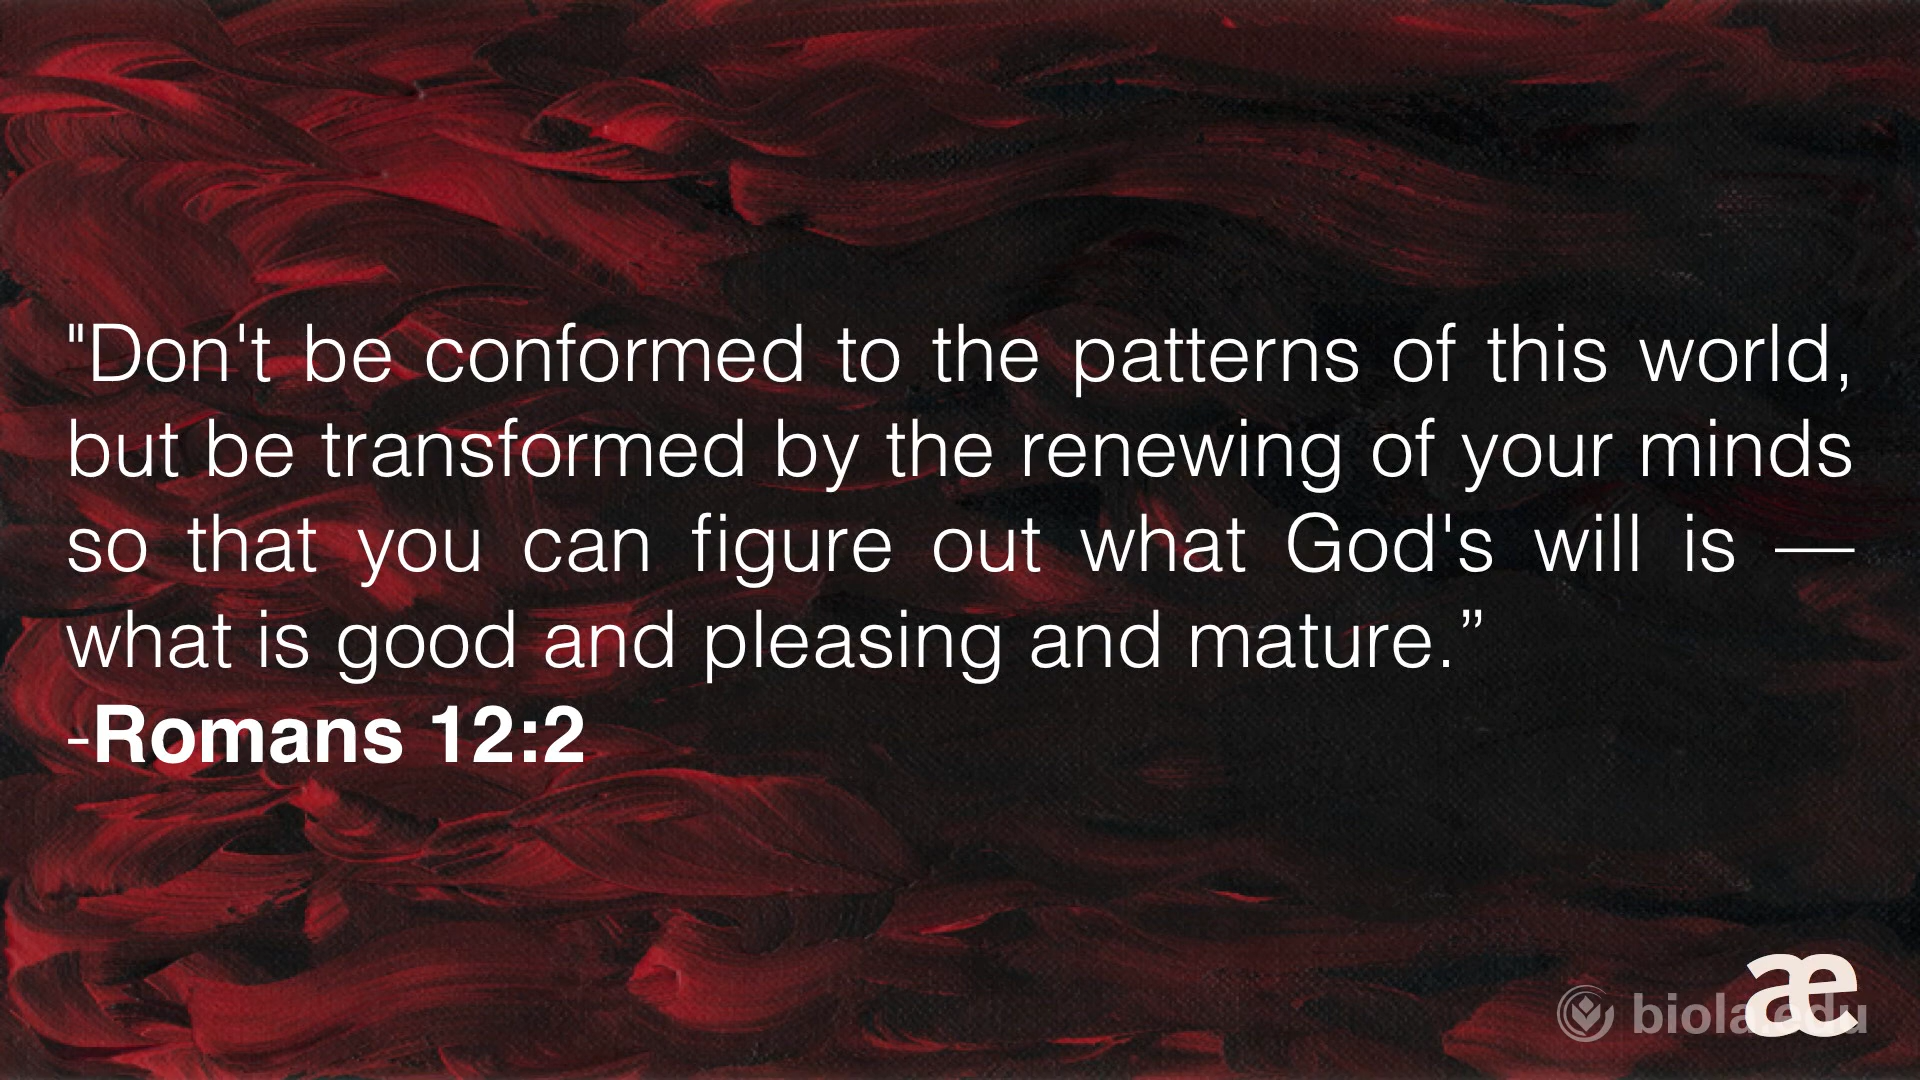 "Don't be conformed to the patterns of this world,
but be transformed by the renewing of your minds
so that you can figure out what God's will is —
what is good and pleasing and mature.”
-Romans 12:2
æ
biola.edu